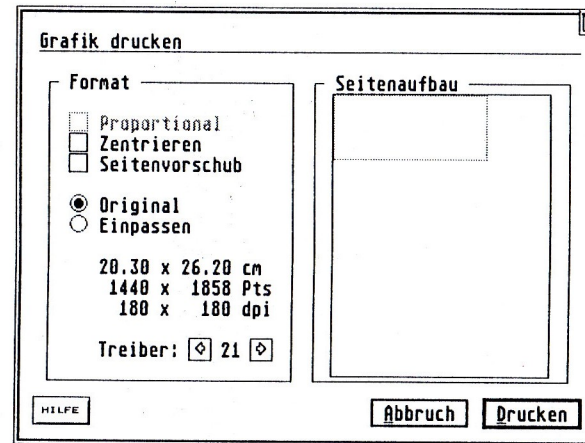 Grafik drucken
Format
Proportional
Zentrieren
Seitenvorschub
Original
Einpassen
20.30 x 26.20 cm
1440 x 1858 Pts
180 x 180 dpi
Treiber: 21
Seitenaufbau
HILFE
Abbruch
Drucken